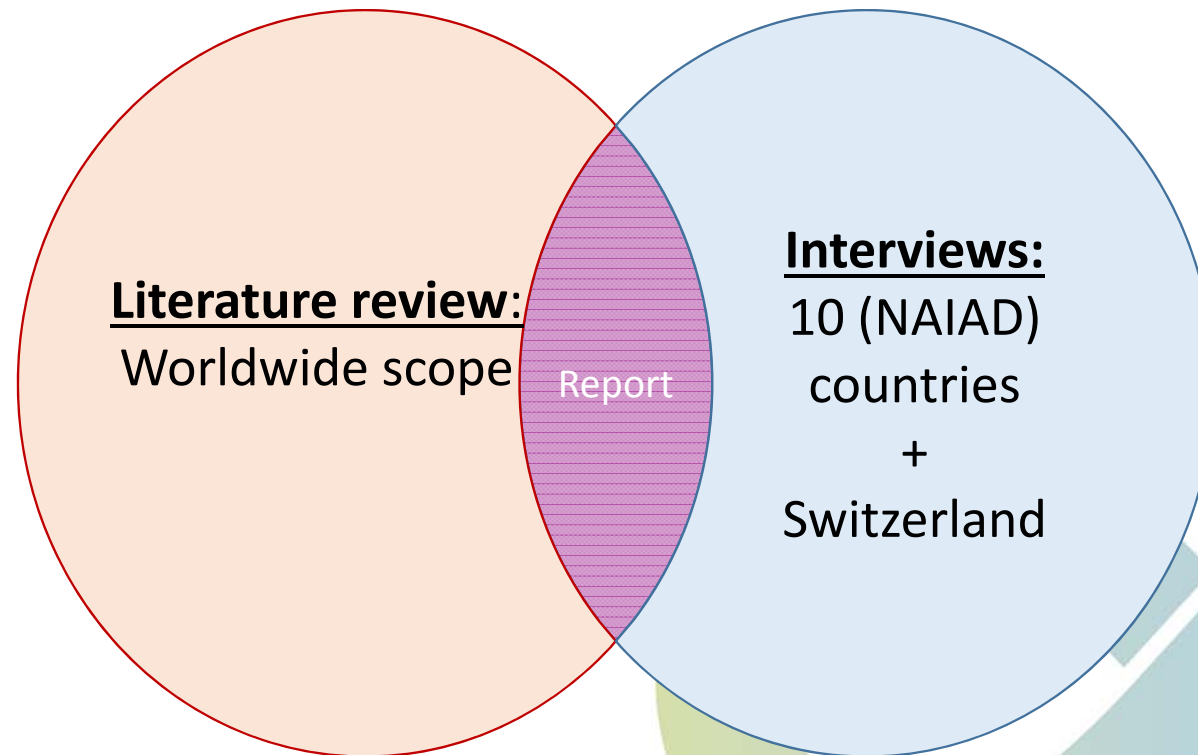 Literature review:
Worldwide scope
Report
Interviews:
10 (NAIAD)
countries
+
Switzerland